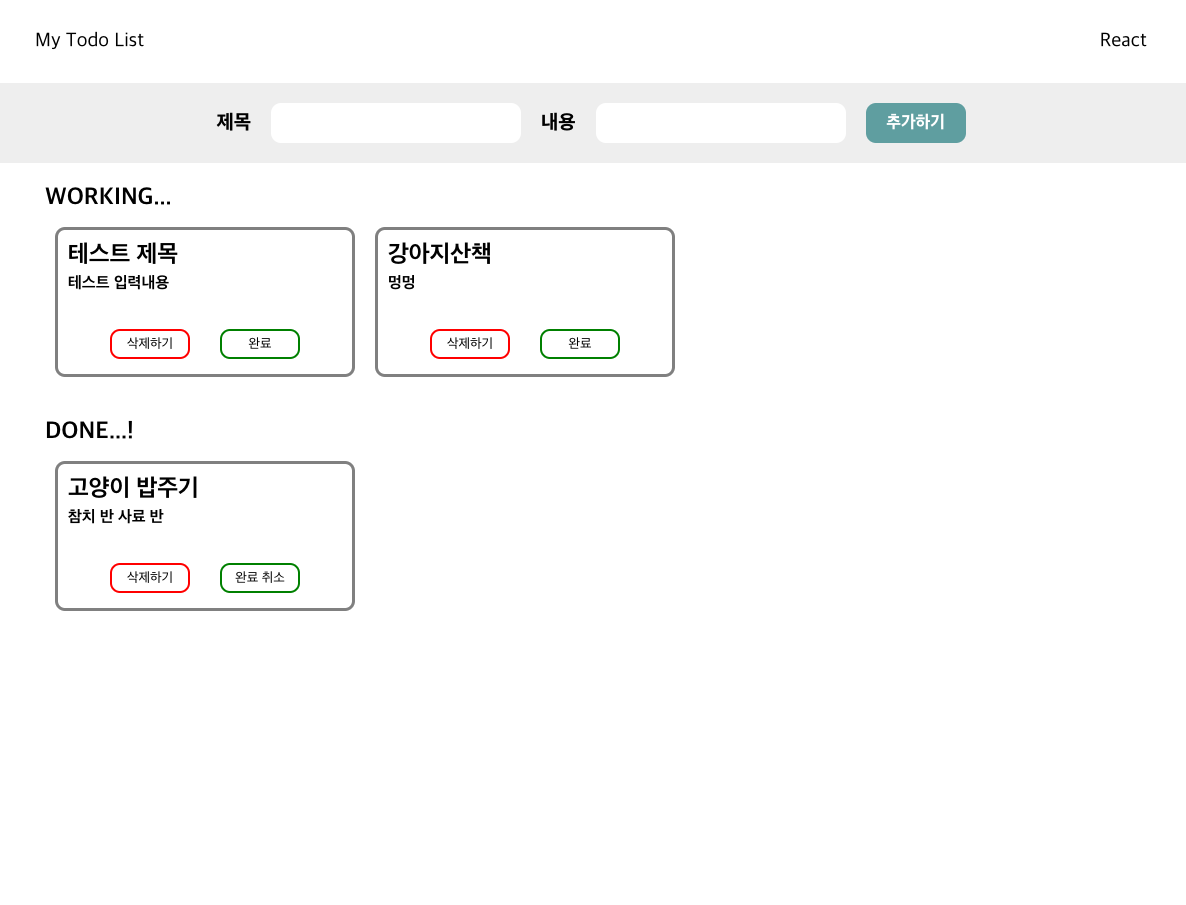 My Todo List
React
제목
내용
추가하기
WORKING...
테스트 제목
테스트 입력내용
삭제하기
완료
강아지산책
멍멍
삭제하기
완료
DONE...!
고양이 밥주기
참치 반 사료 반
삭제하기
완료 취소